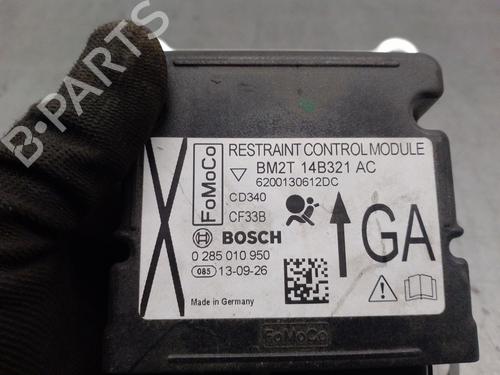 B-PARTS
FoMoCo
RESTRAINT CONTROL MODULE
BM2T 14B321 AC
6200130612DC
CD340
CF33B
BOSCH
0 285 010 950
085 13-09-26
Made in Germany
GA
FoMoCo